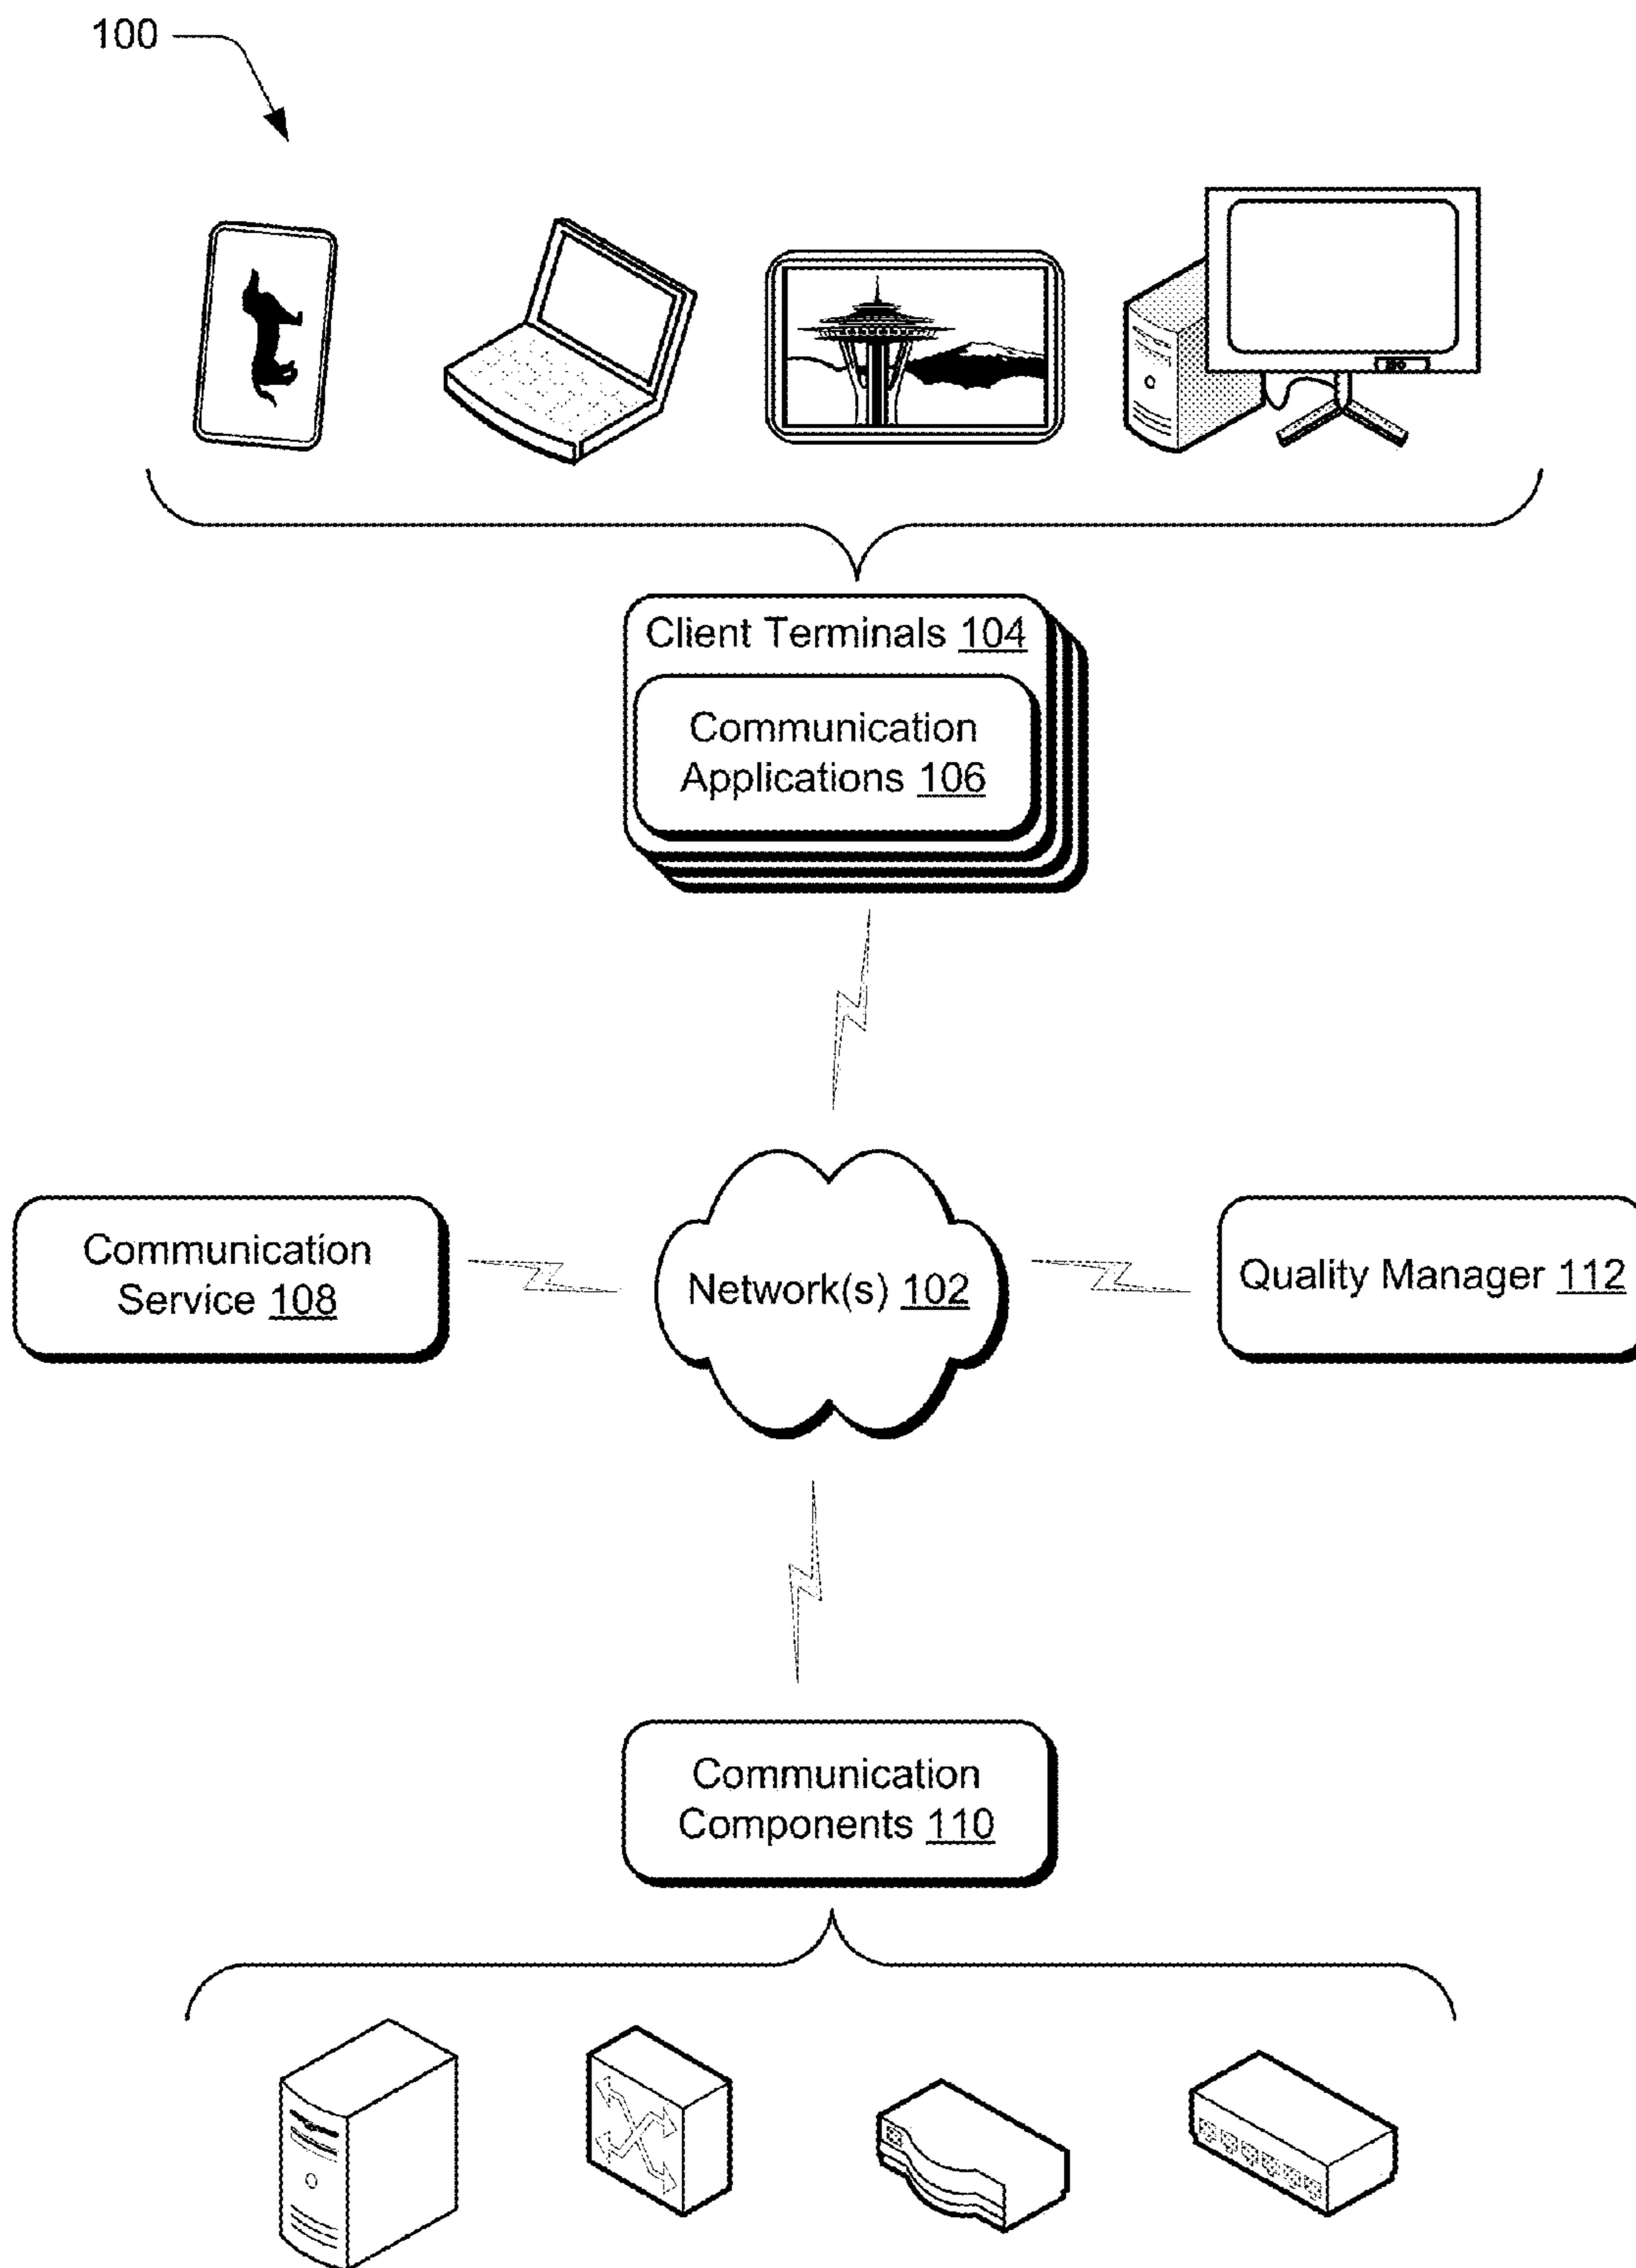 100
Client Terminals 104
Communication
Applications 106
Communication
Service 108
Network(s) 102
Quality Manager 112
Communication
Components 110